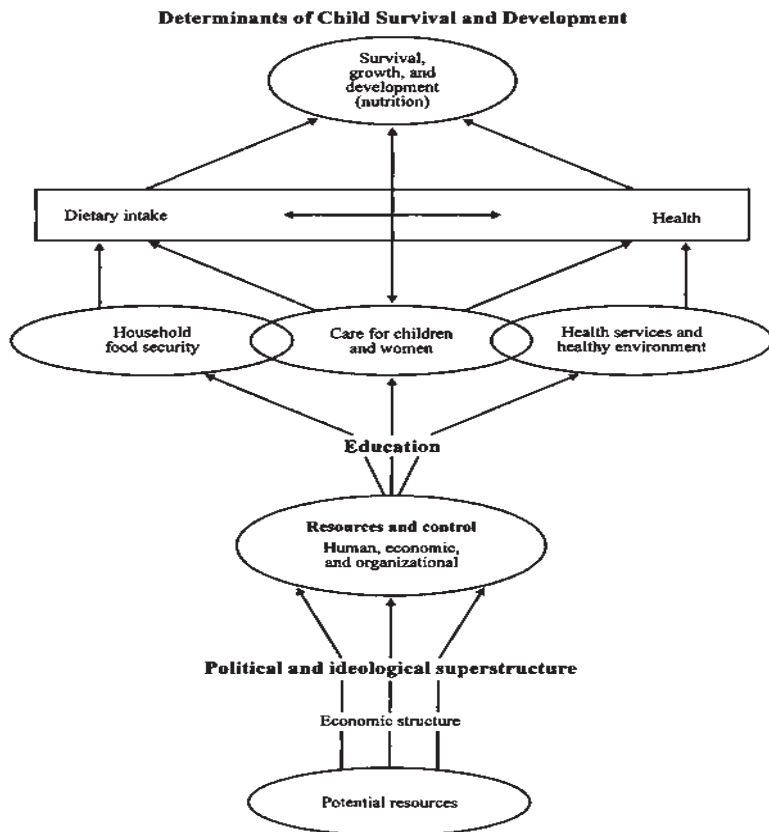 Determinants of Child Survival and Development
Survival,
growth, and
development
(nutrition)
Dietary intake
Health
Household
food security
Care for children
and women
Health services and
healthy environment
Education
Resources and control
Human, economic,
and organizational
Political and ideological superstructure
Economic structure
Potential resources